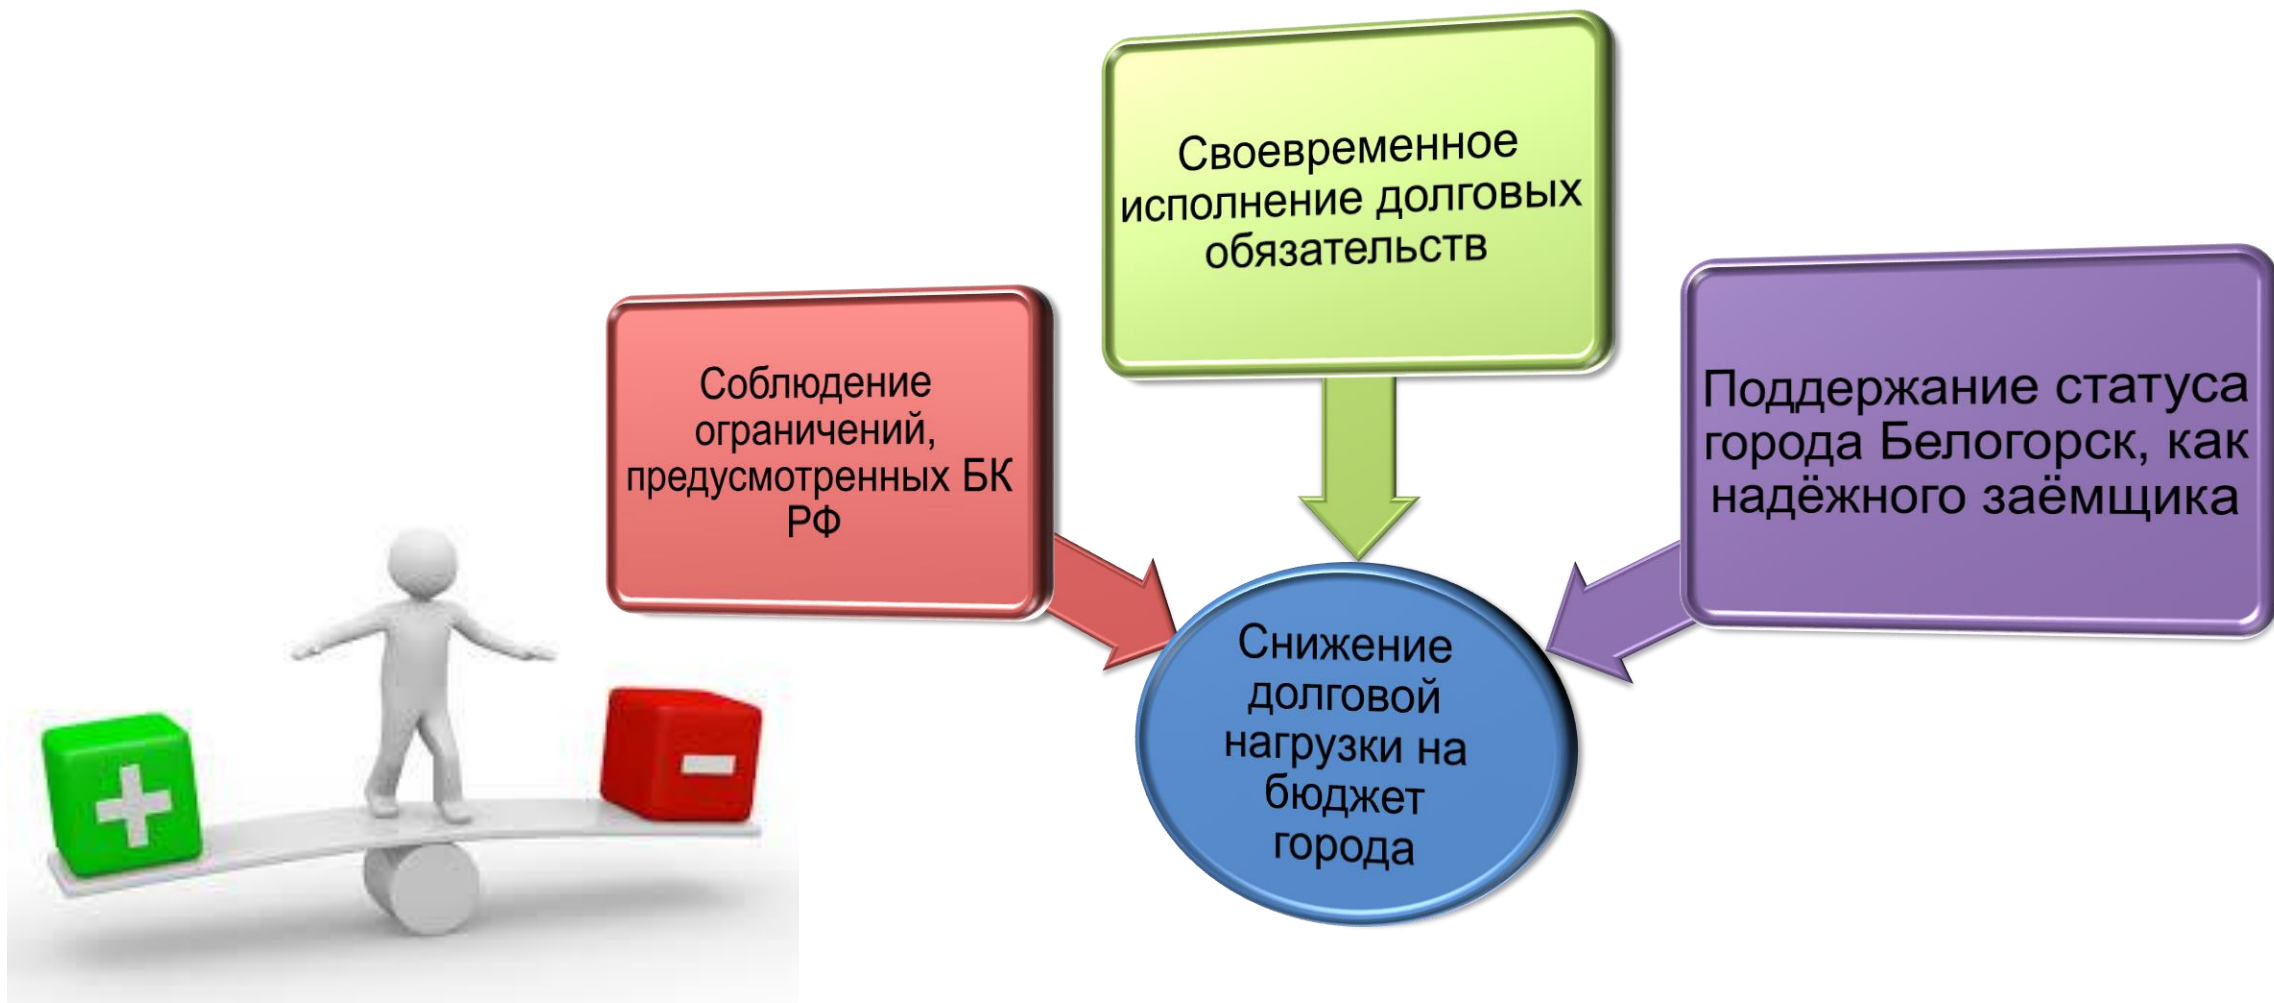 Своевременное
исполнение долговых
обязательств
Соблюдение
ограничений,
предусмотренных БК
РФ
Поддержание статуса
города Белогорск, как
надёжного заёмщика
Снижение
долговой
нагрузки на
бюджет
города